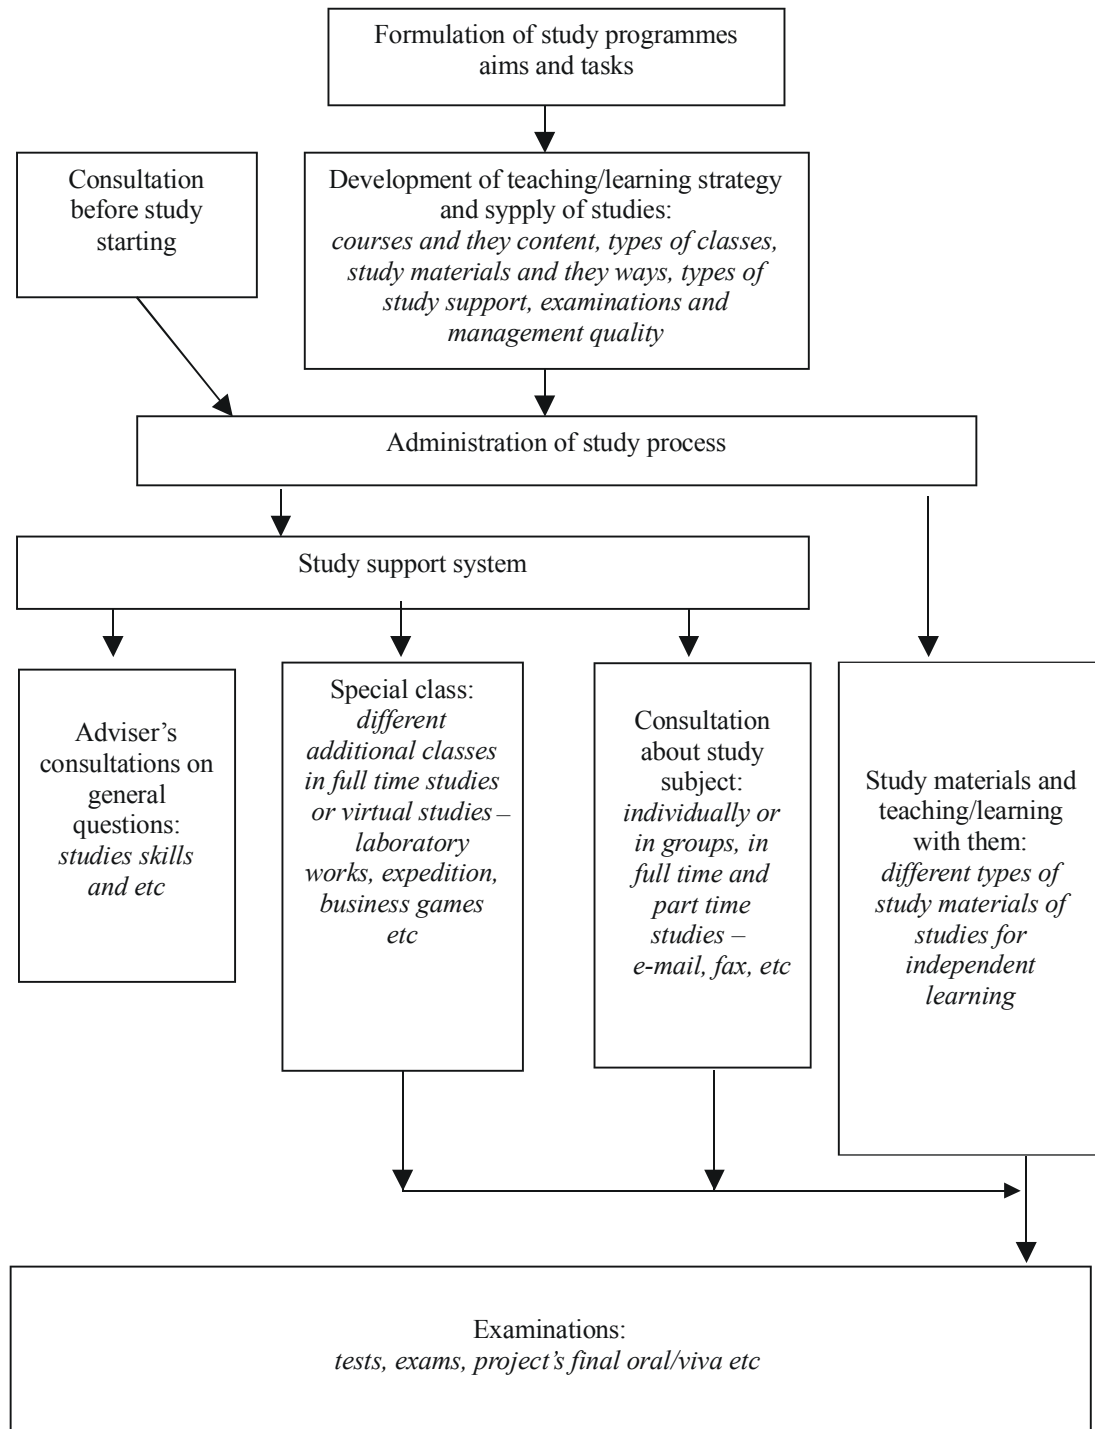 Formulation of study programmes
aims and tasks
Consultation
before study
starting
Development of teaching/learning strategy
and sypply of studies:
courses and they content, types of classes,
study materials and they ways, types of
study support, examinations and
management quality
Administration of study process
Study support system
Adviser’s
consultations on
general
questions:
studies skills
and etc
Special class:
different
additional classes
in full time studies
or virtual studies –
laboratory
works, expedition,
business games
etc
Consultation
about study
subject:
individually or
in groups, in
full time and
part time
studies –
e-mail, fax, etc
Study materials and
teaching/learning
with them:
different types of
study materials of
studies for
independent
learning
Examinations:
tests, exams, project’s final oral/viva etc